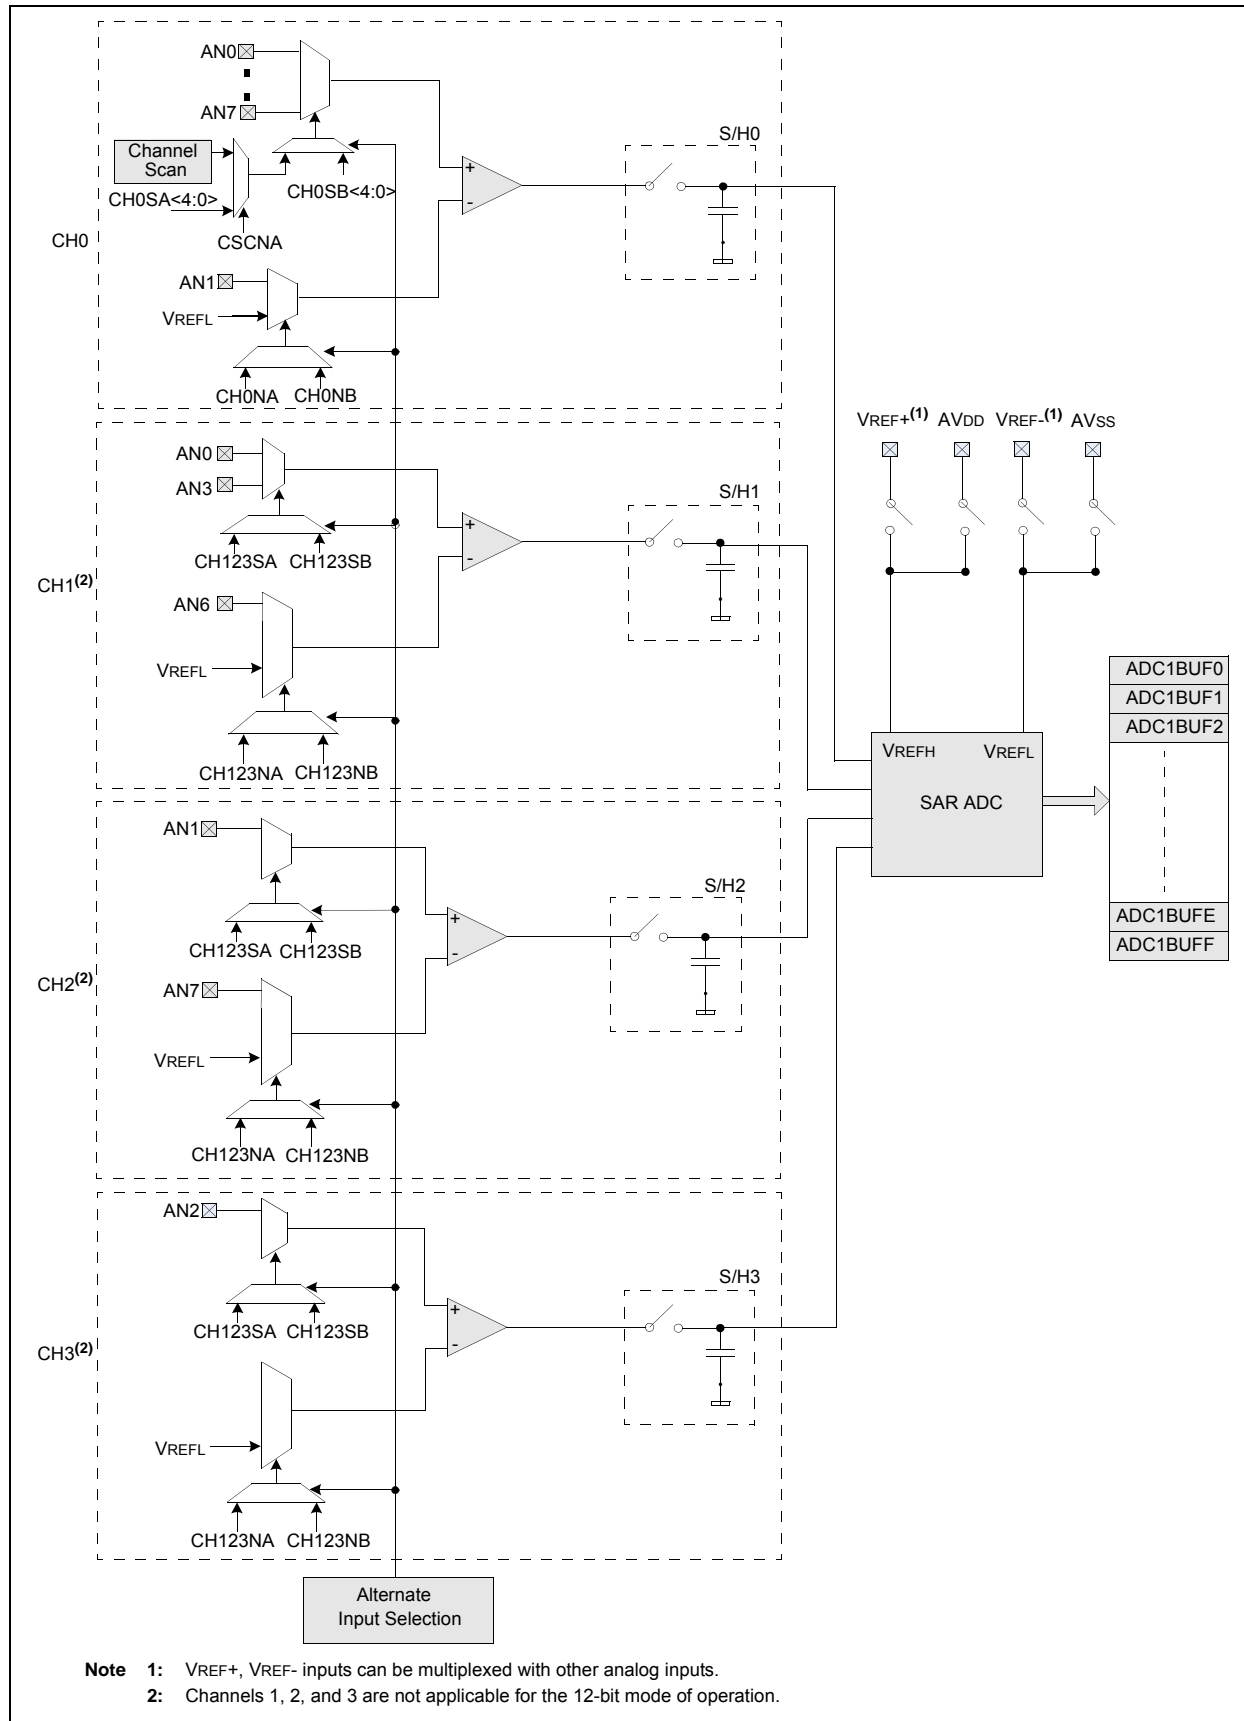 AN0
AN7
Channel
Scan
CH0SA<4:0>
CSCNA
CH0SB<4:0>
CH0
AN1
VREFL
CH0NA CH0NB
+
-
S/H0
AN0
AN3
CH123SA CH123SB
CH1(2)
AN6
VREFL
CH123NA CH123NB
+
-
S/H1
VREF+(1) AVDD VREF-(1) AVSS
VREFH VREFL
SAR ADC
ADC1BUF0
ADC1BUF1
ADC1BUF2
ADC1BUFE
ADC1BUFF
AN1
CH123SA CH123SB
CH2(2)
AN7
VREFL
CH123NA CH123NB
+
-
S/H2
AN2
CH123SA CH123SB
CH3(2)
VREFL
CH123NA CH123NB
+
-
S/H3
Alternate
Input Selection
Note 1: VREF+, VREF- inputs can be multiplexed with other analog inputs.
2: Channels 1, 2, and 3 are not applicable for the 12-bit mode of operation.